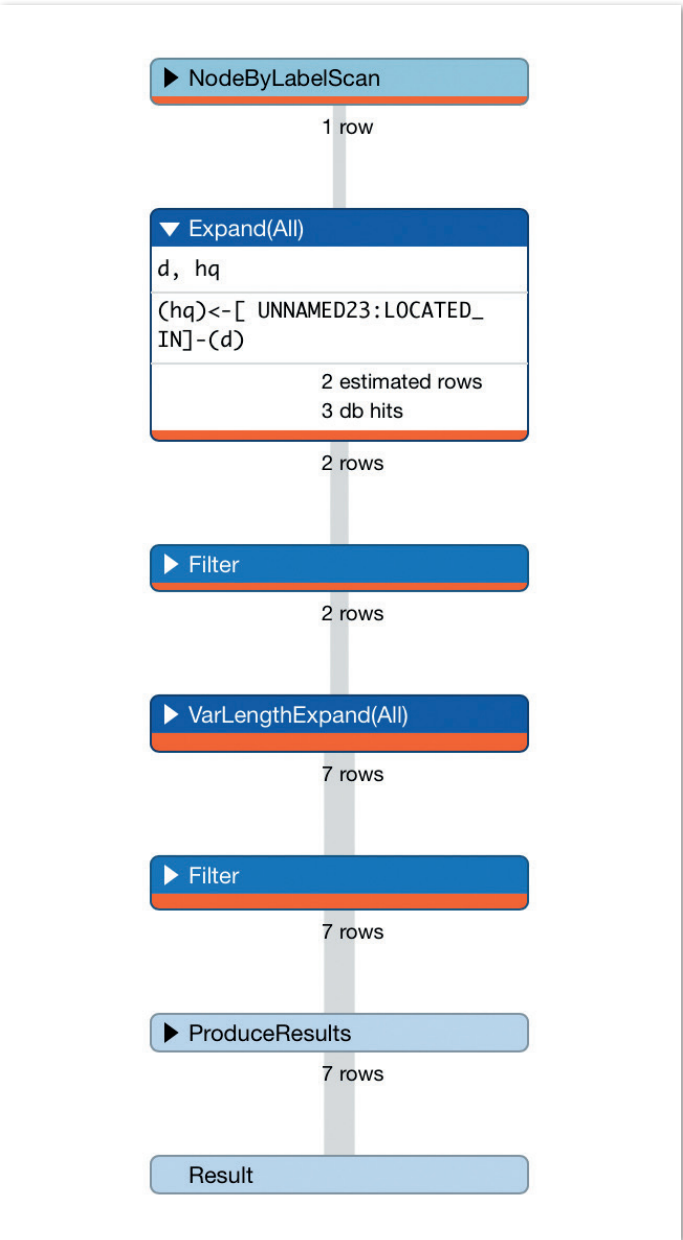 NodeByLabelScan
1 row
Expand(All)
d, hq
(hq)<-[ UNNAMED23:LOCATED_
IN]-(d)
2 estimated rows
3 db hits
2 rows
Filter
2 rows
VarLengthExpand(All)
7 rows
Filter
7 rows
ProduceResults
7 rows
Result